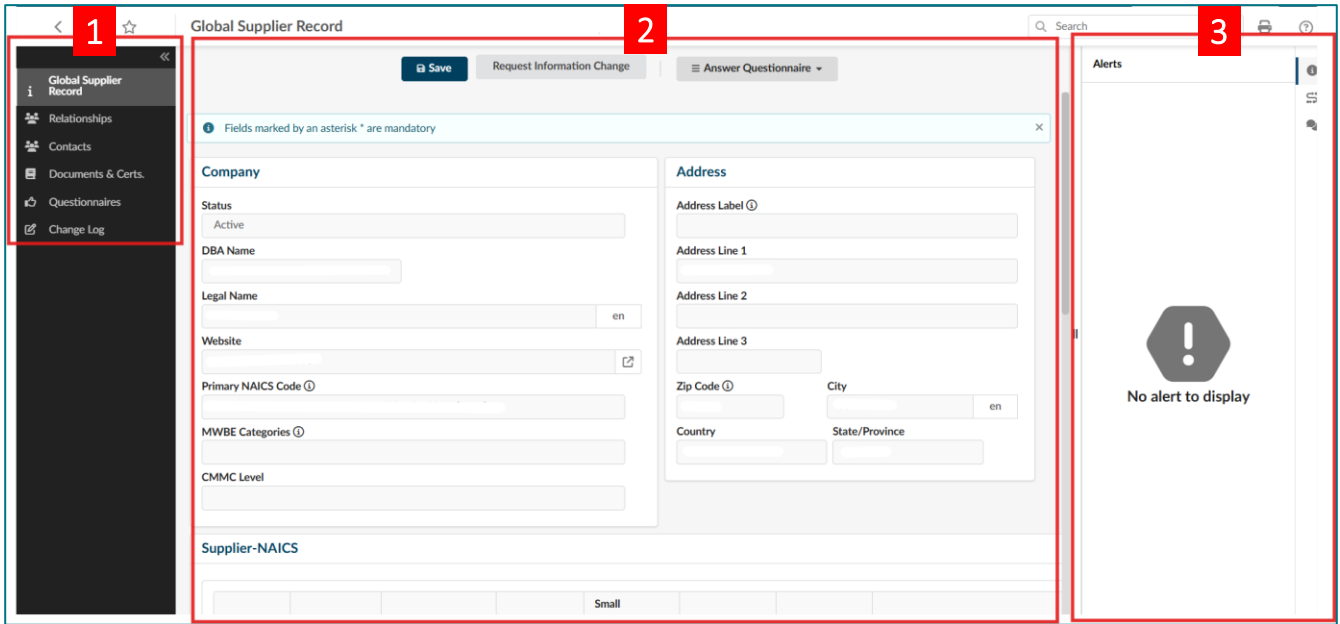 1
2
3
Global Supplier Record
Search
Global Supplier
Record
Relationships
Contacts
Documents & Certs.
Questionnaires
Change Log
Save
Request Information Change
Answer Questionnaire
Fields marked by an asterisk * are mandatory
Company
Status
Active
DBA Name
Legal Name
en
Website
Primary NAICS Code
MWBE Categories
CMMC Level
Address
Address Label
Address Line 1
Address Line 2
Address Line 3
Zip Code City
en
Country State/Province
Supplier-NAICS
Small
Alerts
No alert to display